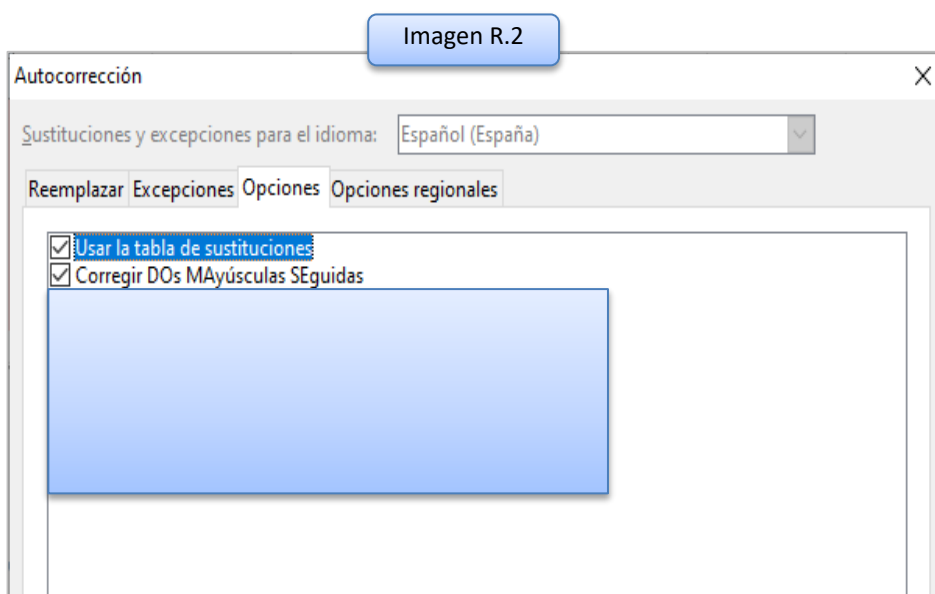 Imagen R.2
Autocorrección
Sustituciones y excepciones para el idioma: Español (España)
Reemplazar Excepciones Opciones Opciones regionales
Usar la tabla de sustituciones
Corregir DOs MAyúsculas SEguidas